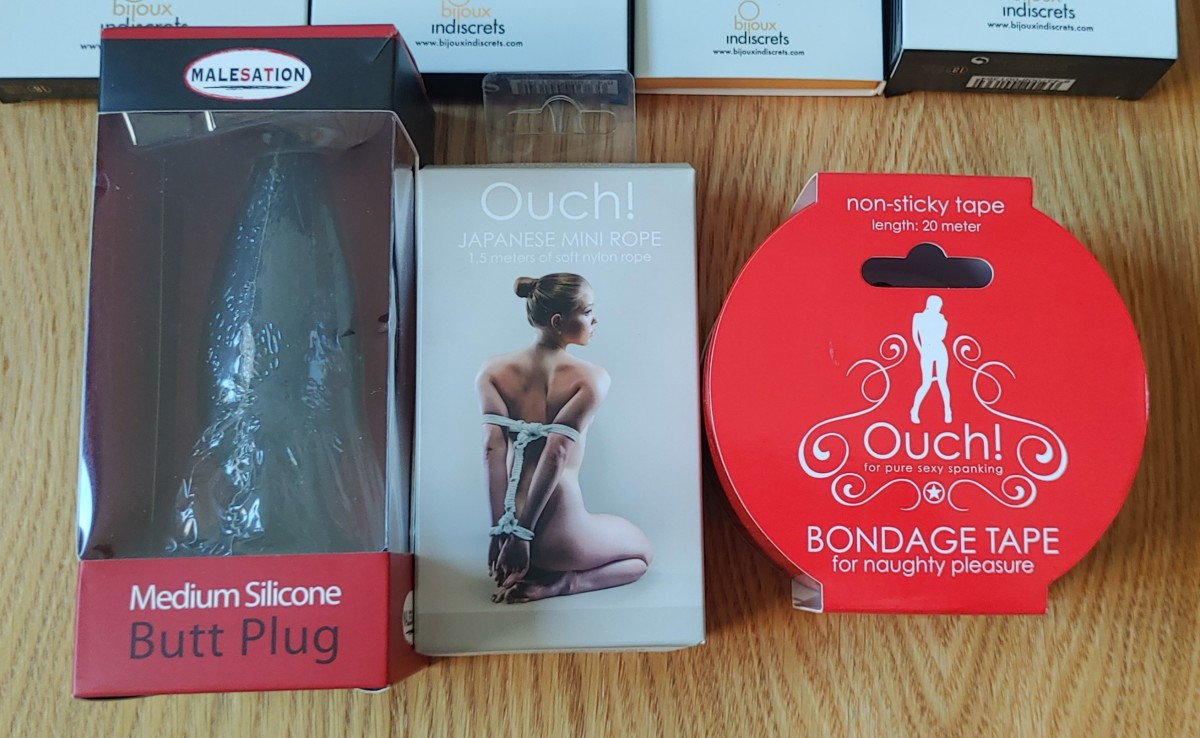 bijoux
indiscrets
bijoux
indiscrets
www.bijouxindiscrets.com
bijoux
indiscrets
www.bijouxindiscrets.com
indiscrets
www.bijouxindiscrets.com
MALESATION
Medium Silicone
Butt Plug
Ouch!
JAPANESE MINI ROPE
1,5 meters of soft nylon rope
non-sticky tape
length: 20 meter
Ouch!
for pure sexy spanking
BONDAGE TAPE
for naughty pleasure